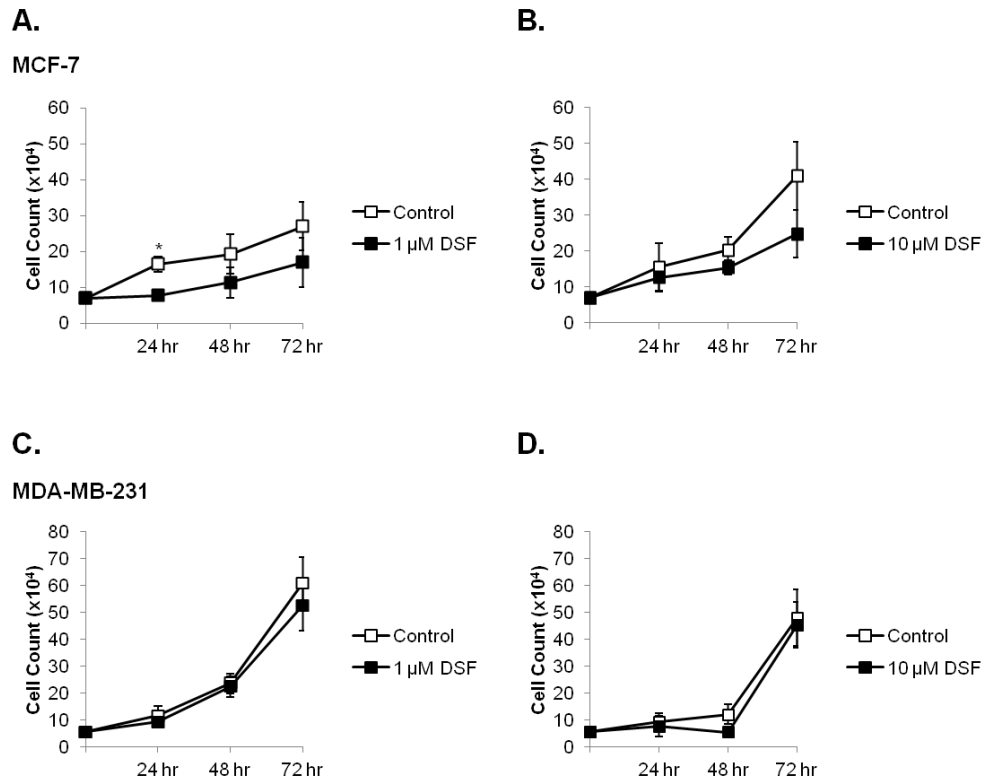 A.
MCF-7
60
50
40
30
20
10
0
Cell Count (x10⁴)
*
24 hr 48 hr 72 hr
Control
1 µM DSF
B.
60
50
40
30
20
10
0
Cell Count (x10⁴)
24 hr 48 hr 72 hr
Control
10 µM DSF
C.
MDA-MB-231
80
70
60
50
40
30
20
10
0
Cell Count (x10⁴)
24 hr 48 hr 72 hr
Control
1 µM DSF
D.
80
70
60
50
40
30
20
10
0
Cell Count (x10⁴)
24 hr 48 hr 72 hr
Control
10 µM DSF